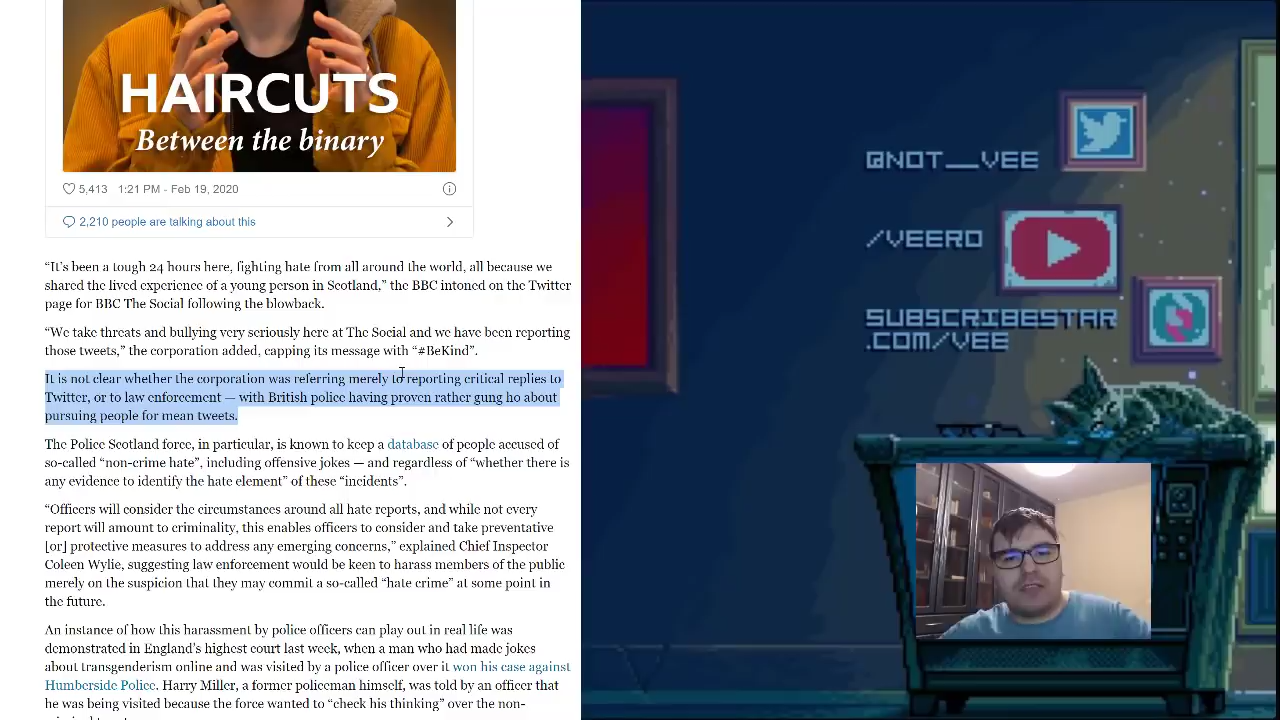 HAIRCUTS
Between the binary
5,413 1:21 PM - Feb 19, 2020
2,210 people are talking about this
“It’s been a tough 24 hours here, fighting hate from all around the world, all because we
shared the lived experience of a young person in Scotland,” the BBC intoned on the Twitter
page for BBC The Social following the blowback.
“We take threats and bullying very seriously here at The Social and we have been reporting
those tweets,” the corporation added, capping its message with “#BeKind”.
It is not clear whether the corporation was referring merely to reporting critical replies to
Twitter, or to law enforcement — with British police having proven rather gung ho about
pursuing people for mean tweets.
The Police Scotland force, in particular, is known to keep a database of people accused of
so-called “non-crime hate”, including offensive jokes — and regardless of “whether there is
any evidence to identify the hate element” of these “incidents”.
“Officers will consider the circumstances around all hate reports, and while not every
report will amount to criminality, this enables officers to consider and take preventative
[or] protective measures to address any emerging concerns,” explained Chief Inspector
Coleen Wylie, suggesting law enforcement would be keen to harass members of the public
merely on the suspicion that they may commit a so-called “hate crime” at some point in
the future.
An instance of how this harassment by police officers can play out in real life was
demonstrated in England’s highest court last week, when a man who had made jokes
about transgenderism online and was visited by a police officer over it won his case against
Humberside Police. Harry Miller, a former policeman himself, was told by an officer that
he was being visited because the force wanted to “check his thinking” over the non-
@NOT__VEE
/VEERO
SUBSCRIBESTAR
.COM/VEE